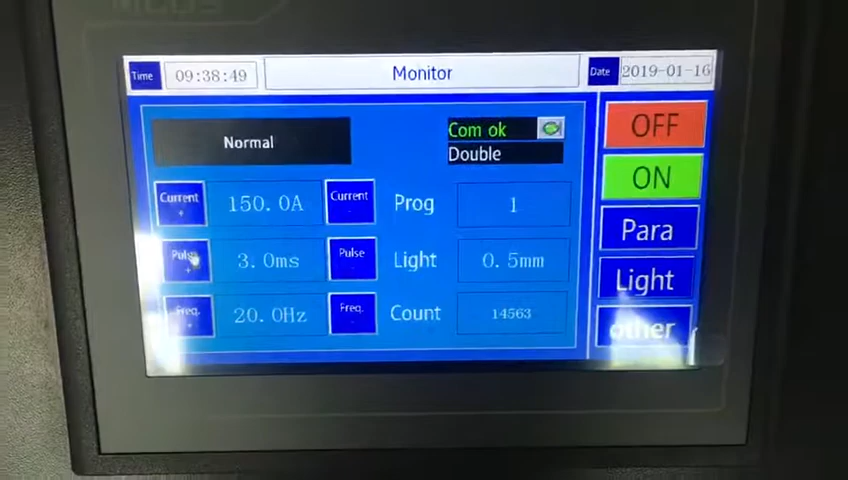 Time 09:38:49 Monitor Date 2019-01-16
Normal
Com ok
Double
OFF
ON
Para
Light
other
Current + 150.0A Current - Prog 1
Pulse + 3.0ms Pulse - Light 0.5mm
Freq. + 20.0Hz Freq. - Count 14563